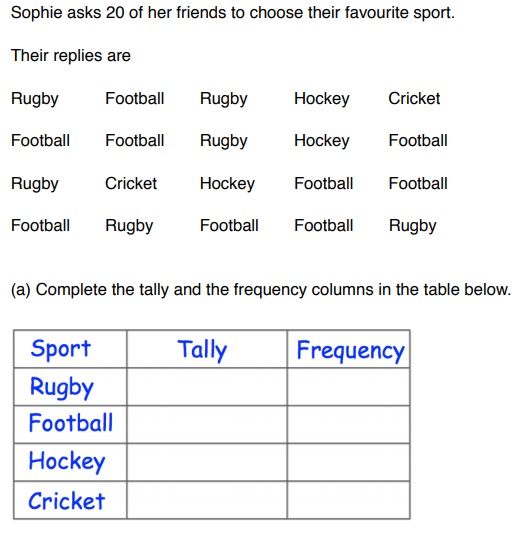 Sophie asks 20 of her friends to choose their favourite sport.
Their replies are
Rugby Football Rugby Hockey Cricket
Football Football Rugby Hockey Football
Rugby Cricket Hockey Football Football
Football Rugby Football Football Rugby
(a) Complete the tally and the frequency columns in the table below.
Sport Tally Frequency
Rugby
Football
Hockey
Cricket